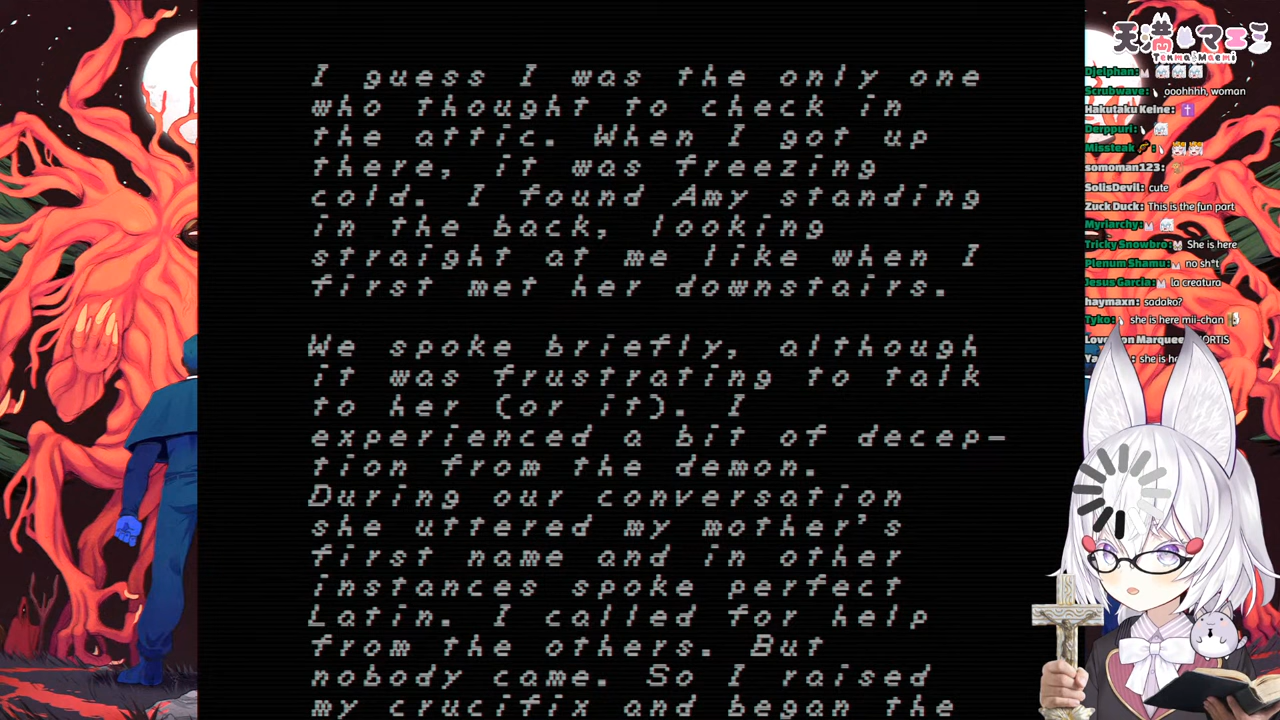 I guess I was the only one
who thought to check in
the attic. When I got up
there, it was freezing
cold. I found Amy standing
in the back, looking
straight at me like when I
first met her downstairs.
We spoke briefly, although
it was frustrating to talk
to her (or it). I
experienced a bit of decep-
tion from the demon.
During our conversation
she uttered my mother's
first name and in other
instances spoke perfect
Latin. I called for help
from the others. But
nobody came. So I raised
my crucifix and began the
天満マエミ
Tenma Maemi
Djelphan:
Scrubwave: ooohhhh, woman
Hakutaku Keine:
Derppuri:
Missteak:
somoman123:
SolisDevil: cute
Zuck Duck: This is the fun part
Myriarchy:
Tricky Snowbro: She is here
Plenum Shamu: no sh*t
Jesus Garcia: la creatura
haymaxn: sadako?
Tyko: she is here mii-chan
Marquee
she is he